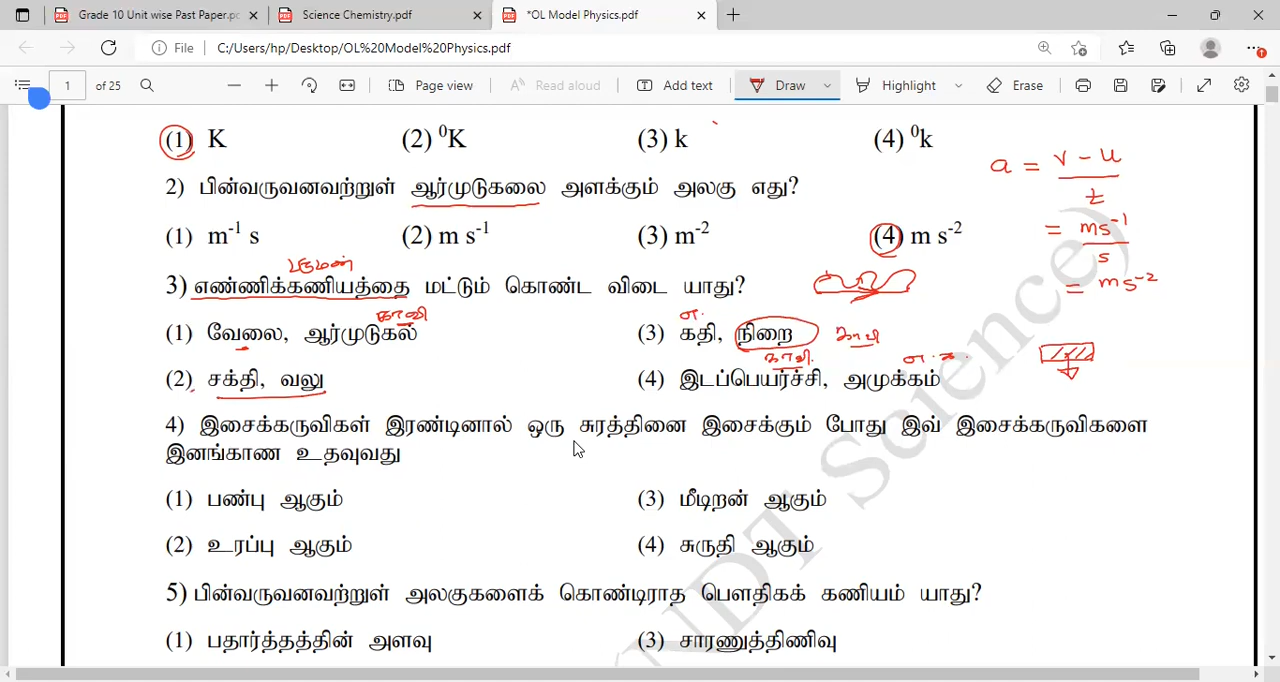 Grade 10 Unit wise Past Paper.pc
Science Chemistry.pdf
*OL Model Physics.pdf
File C:/Users/hp/Desktop/OL%20Model%20Physics.pdf
1 of 25 Page view Read aloud Add text Draw Highlight Erase
(1) K (2) ⁰K (3) k (4) ⁰k
a = v - u / t
2) பின்வருவனவற்றுள் ஆர்முடுகலை அளக்கும் அலகு எது?
(1) m⁻¹ s (2) m s⁻¹ (3) m⁻² (4) m s⁻²
= ms⁻¹ / s
= ms⁻²
பருமன்
3) எண்ணிக்கணியத்தை மட்டும் கொண்ட விடை யாது?
காவி எ.
(1) வேலை, ஆர்முடுகல் (3) கதி, நிறை காவி
காவி. எ.க.
(2) சக்தி, வலு (4) இடப்பெயர்ச்சி, அமுக்கம்
4) இசைக்கருவிகள் இரண்டினால் ஒரு சுரத்தினை இசைக்கும் போது இவ் இசைக்கருவிகளை
இனங்காண உதவுவது
(1) பண்பு ஆகும் (3) மீடிறன் ஆகும்
(2) உரப்பு ஆகும் (4) சுருதி ஆகும்
5) பின்வருவனவற்றுள் அலகுகளைக் கொண்டிராத பௌதிகக் கணியம் யாது?
(1) பதார்த்தத்தின் அளவு (3) சாரணுத்திணிவு
NDT Science)